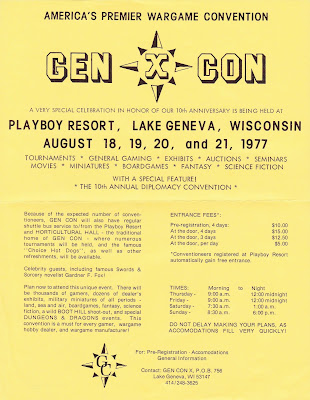 AMERICA'S PREMIER WARGAME CONVENTION
GEN X CON
A VERY SPECIAL CELEBRATION IN HONOR OF OUR 10th ANNIVERSARY IS BEING HELD AT
PLAYBOY RESORT, LAKE GENEVA, WISCONSIN
AUGUST 18, 19, 20, and 21, 1977
TOURNAMENTS * GENERAL GAMING * EXHIBITS * AUCTIONS * SEMINARS
MOVIES * MINIATURES * BOARDGAMES * FANTASY * SCIENCE FICTION
WITH A SPECIAL FEATURE!
* THE 10th ANNUAL DIPLOMACY CONVENTION *
Because of the expected number of conven-
tioneers, GEN CON will also have regular
shuttle bus service to/from the Playboy Resort
and HORTICULTURAL HALL - the traditional
home of GEN CON - where numerous
tournaments will be held, and the famous
"Choice Hot Dogs", as well as other
refreshments, will be available.
Celebrity guests, including famous Swords &
Sorcery novelist Gardner F. Fox!
Plan now to attend this unique event. There will
be thousands of gamers, dozens of dealer's
exhibits, military miniatures of all periods -
land, sea and air, boardgames, fantasy, science
fiction, a wild BOOT HILL shoot-out, and special
DUNGEONS & DRAGONS events. This
convention is a must for every gamer, wargame
hobby dealer, and wargame manufacturer!
ENTRANCE FEES*:
Pre-registration, 4 days: $10.00
At the door, 4 days $15.00
At the door, 3 days $12.50
At the door, per day $5.00
*Conventioneers registered at Playboy Resort
automatically gain free entrance.
TIMES: Morning to Night
Thursday - 9:00 a.m. 12:00 midnight
Friday - 9:00 a.m. 12:00 midnight
Saturday - 7:30 a.m. 1:00 a.m.
Sunday - 8:30 a.m. 6:00 p.m.
DO NOT DELAY MAKING YOUR PLANS, AS
ACCOMODATIONS FILL VERY QUICKLY!
GC
For: Pre-Registration - Accomodations
General Information
Contact: GEN CON X, P.O. 756
Lake Geneva, WI 53147
414/248-3625